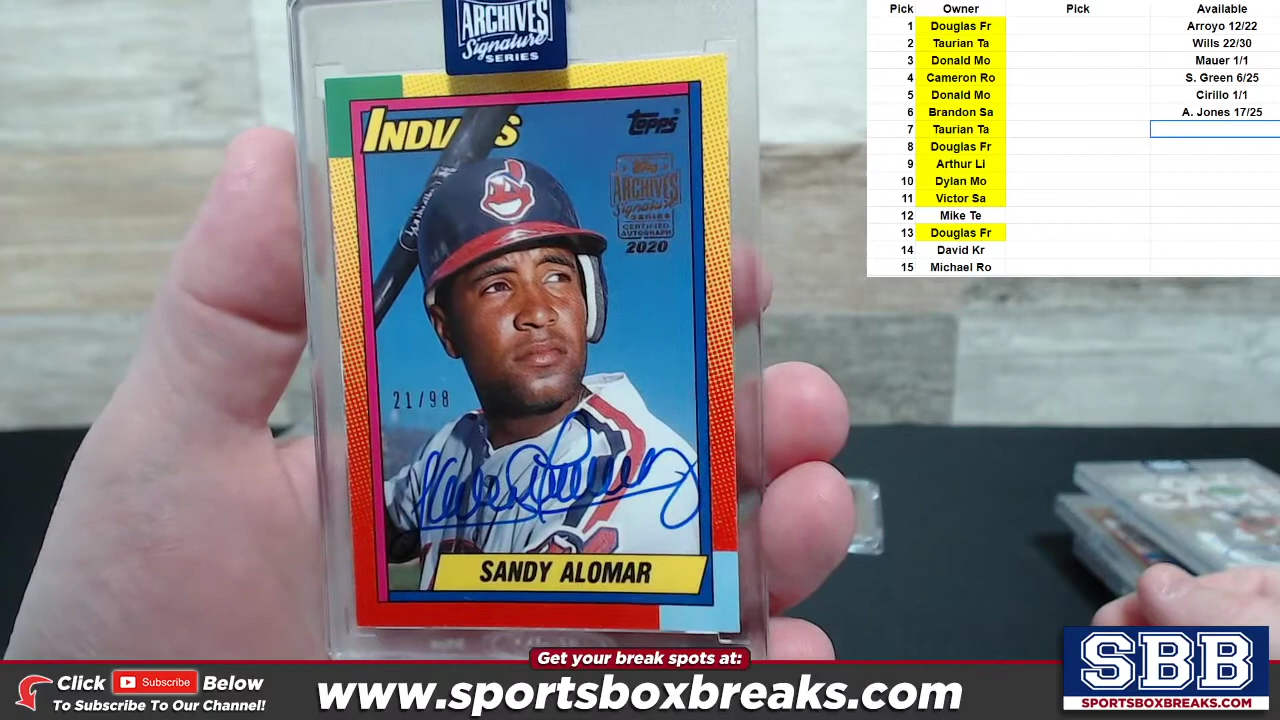 Pick Owner Pick Available
1 Douglas Fr Arroyo 12/22
2 Taurian Ta Wills 22/30
3 Donald Mo Mauer 1/1
4 Cameron Ro S. Green 6/25
5 Donald Mo Cirillo 1/1
6 Brandon Sa A. Jones 17/25
7 Taurian Ta
8 Douglas Fr
9 Arthur Li
10 Dylan Mo
11 Victor Sa
12 Mike Te
13 Douglas Fr
14 David Kr
15 Michael Ro
ARCHIVES
Signature
SERIES
INDIANS
Topps
Topps
ARCHIVES
Signature
SERIES
CERTIFIED
AUTOGRAPH
2020
21/98
SANDY ALOMAR
Get your break spots at:
Click Subscribe Below
To Subscribe To Our Channel!
www.sportsboxbreaks.com
SBB
SPORTSBOXBREAKS.COM